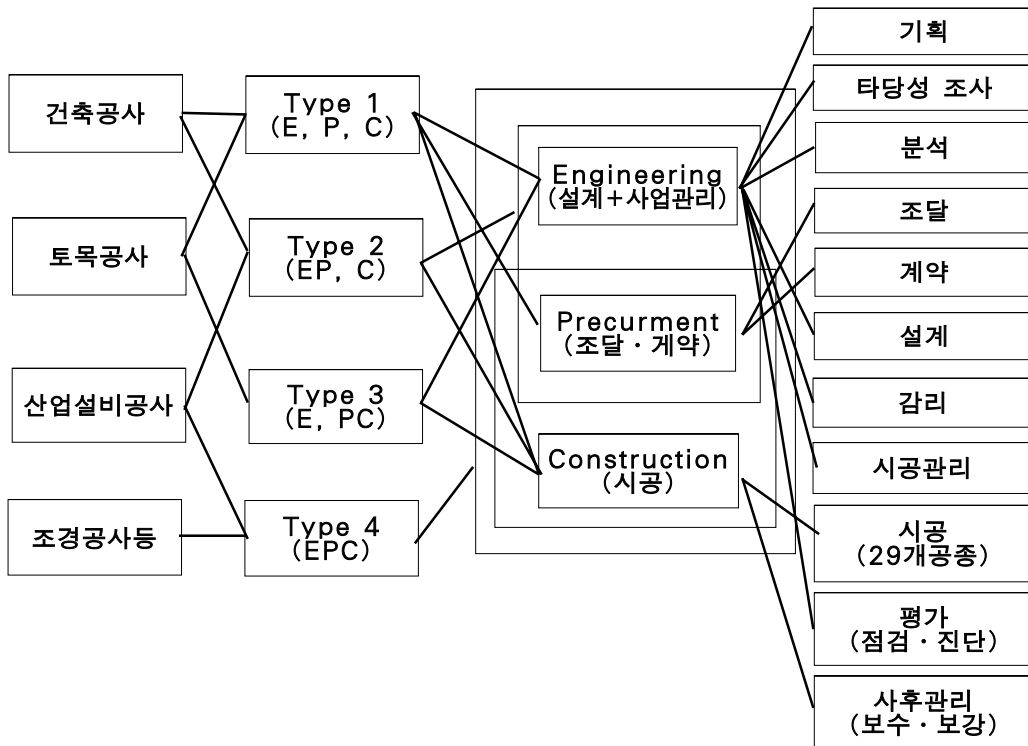 건축공사
토목공사
산업설비공사
조경공사등
Type 1
(E, P, C)
Type 2
(EP, C)
Type 3
(E, PC)
Type 4
(EPC)
Engineering
(설계+사업관리)
Precurment
(조달·게약)
Construction
(시공)
기획
타당성 조사
분석
조달
계약
설계
감리
시공관리
시공
(29개공종)
평가
(점검·진단)
사후관리
(보수·보강)